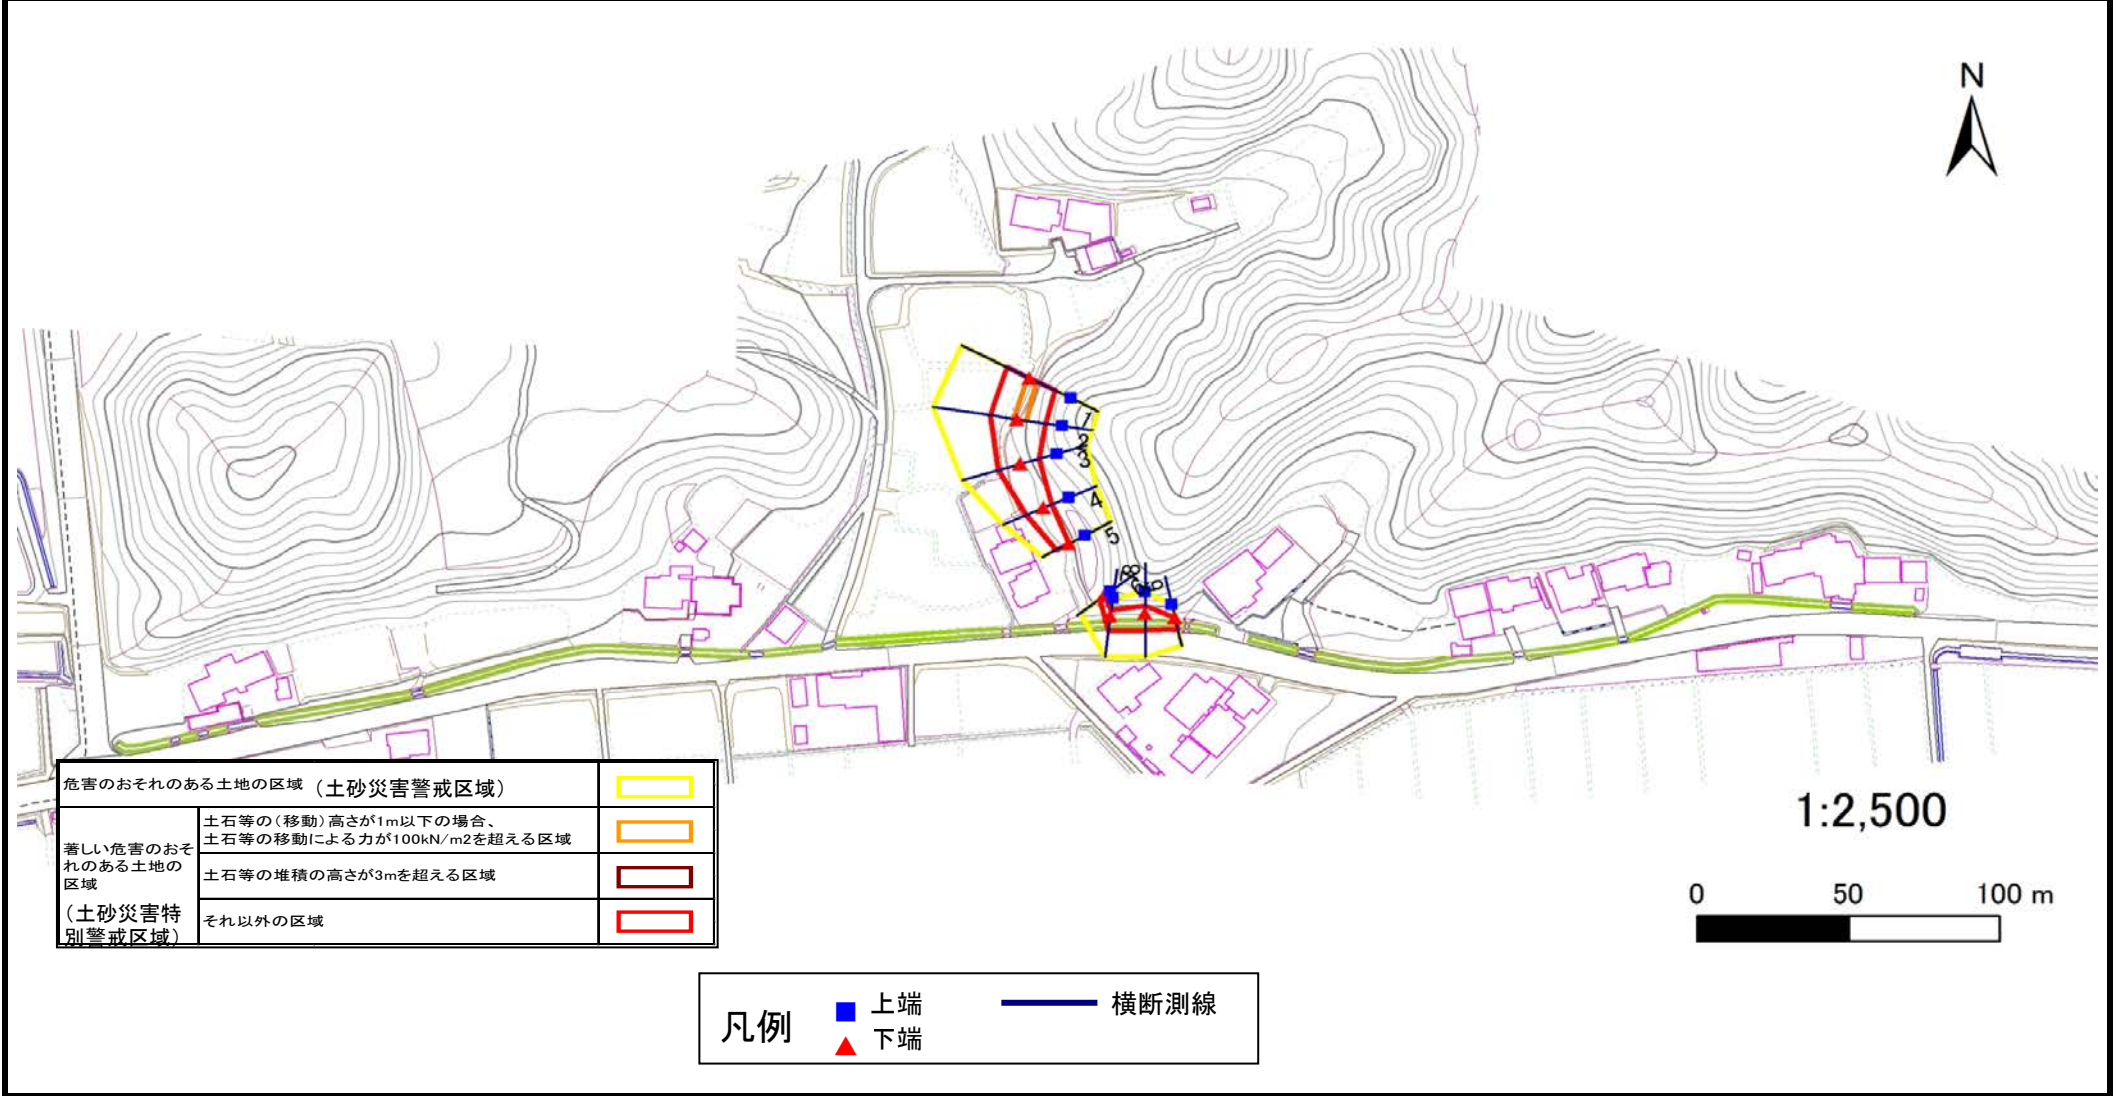 N
1
2
3
4
5
危害のおそれのある土地の区域 (土砂災害警戒区域)
著しい危害のおそ
れのある土地の
区域
(土砂災害特
別警戒区域)
土石等の(移動)高さが1m以下の場合、
土石等の移動による力が100kN/m2を超える区域
土石等の堆積の高さが3mを超える区域
それ以外の区域
1:2,500
0 50 100 m
凡例
上端
下端
横断測線